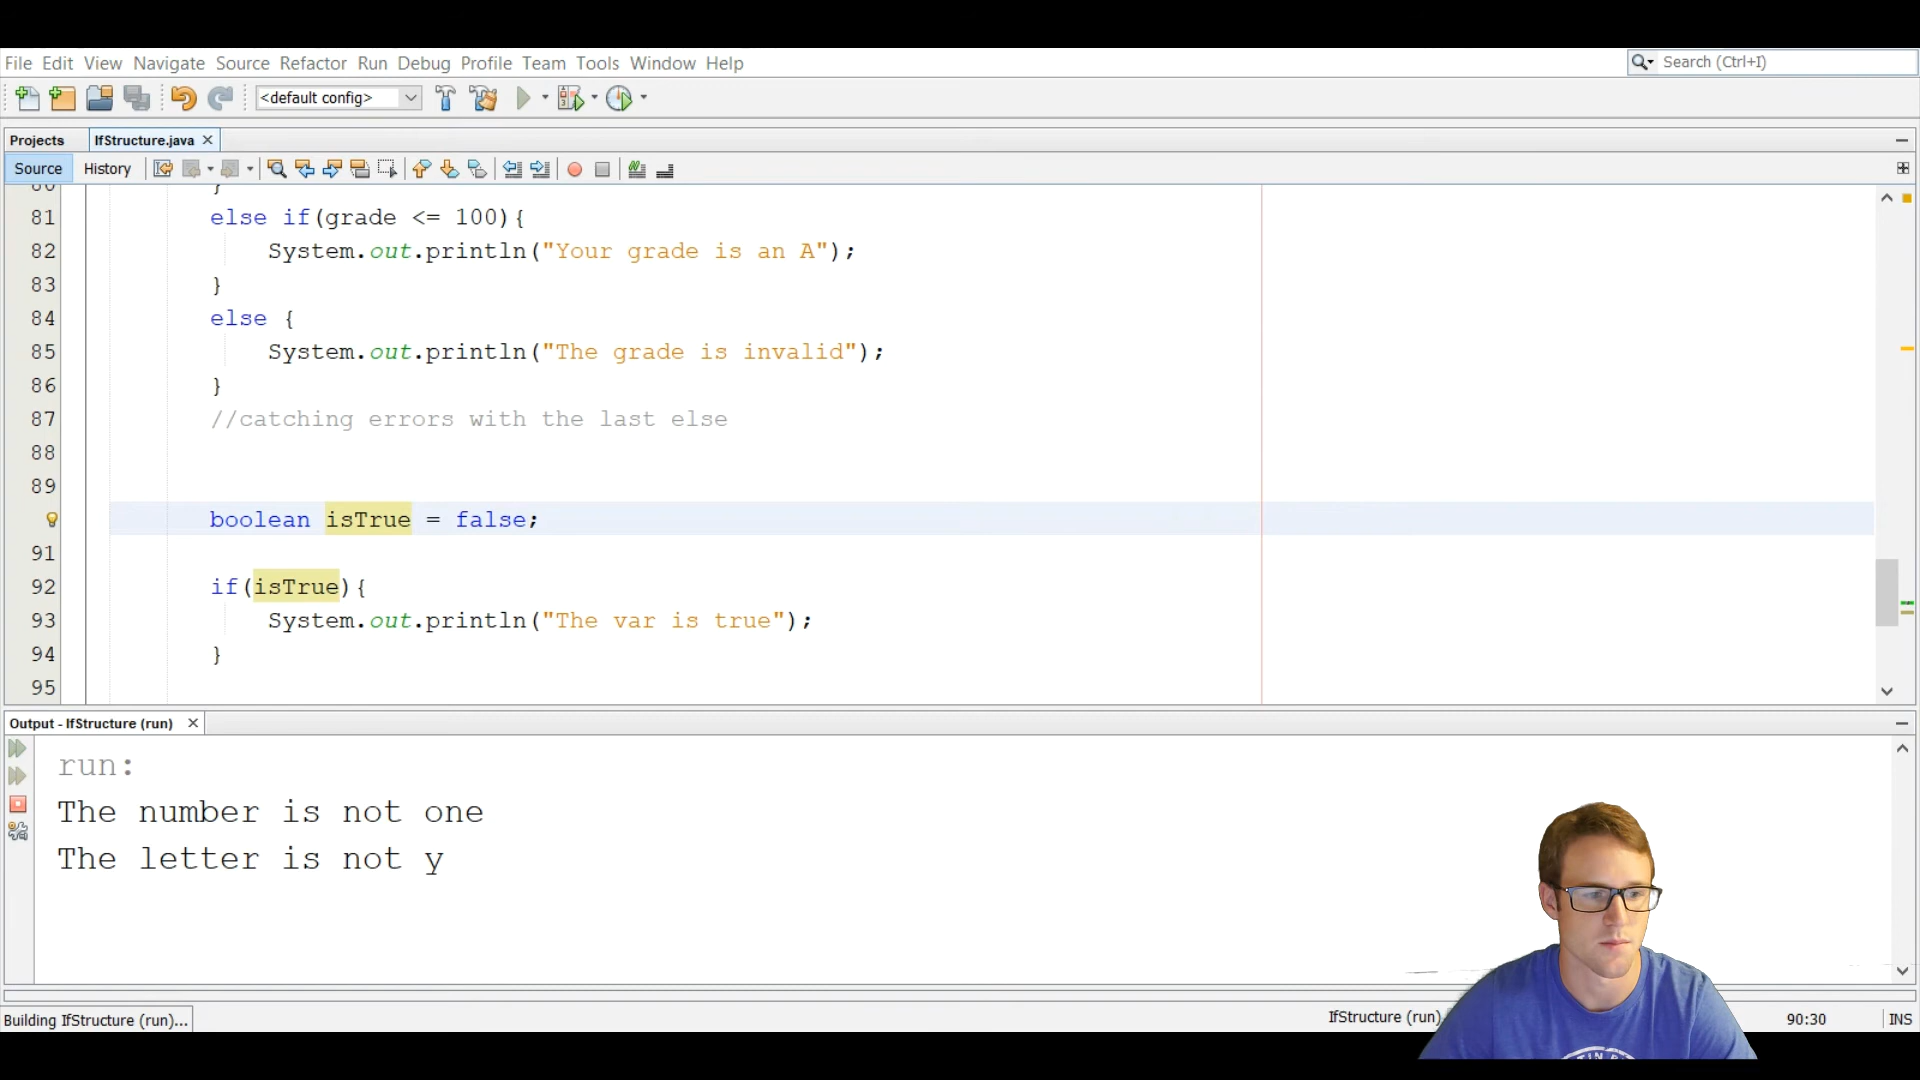 File Edit View Navigate Source Refactor Run Debug Profile Team Tools Window Help
Search (Ctrl+I)
<default config>
Projects IfStructure.java
Source History
81 else if(grade <= 100){
82 System.out.println("Your grade is an A");
83 }
84 else {
85 System.out.println("The grade is invalid");
86 }
87 //catching errors with the last else
88
89
boolean isTrue = false;
91
92 if(isTrue){
93 System.out.println("The var is true");
94 }
95
Output - IfStructure (run)
run:
The number is not one
The letter is not y
Building IfStructure (run)...
IfStructure (run)
90:30
INS